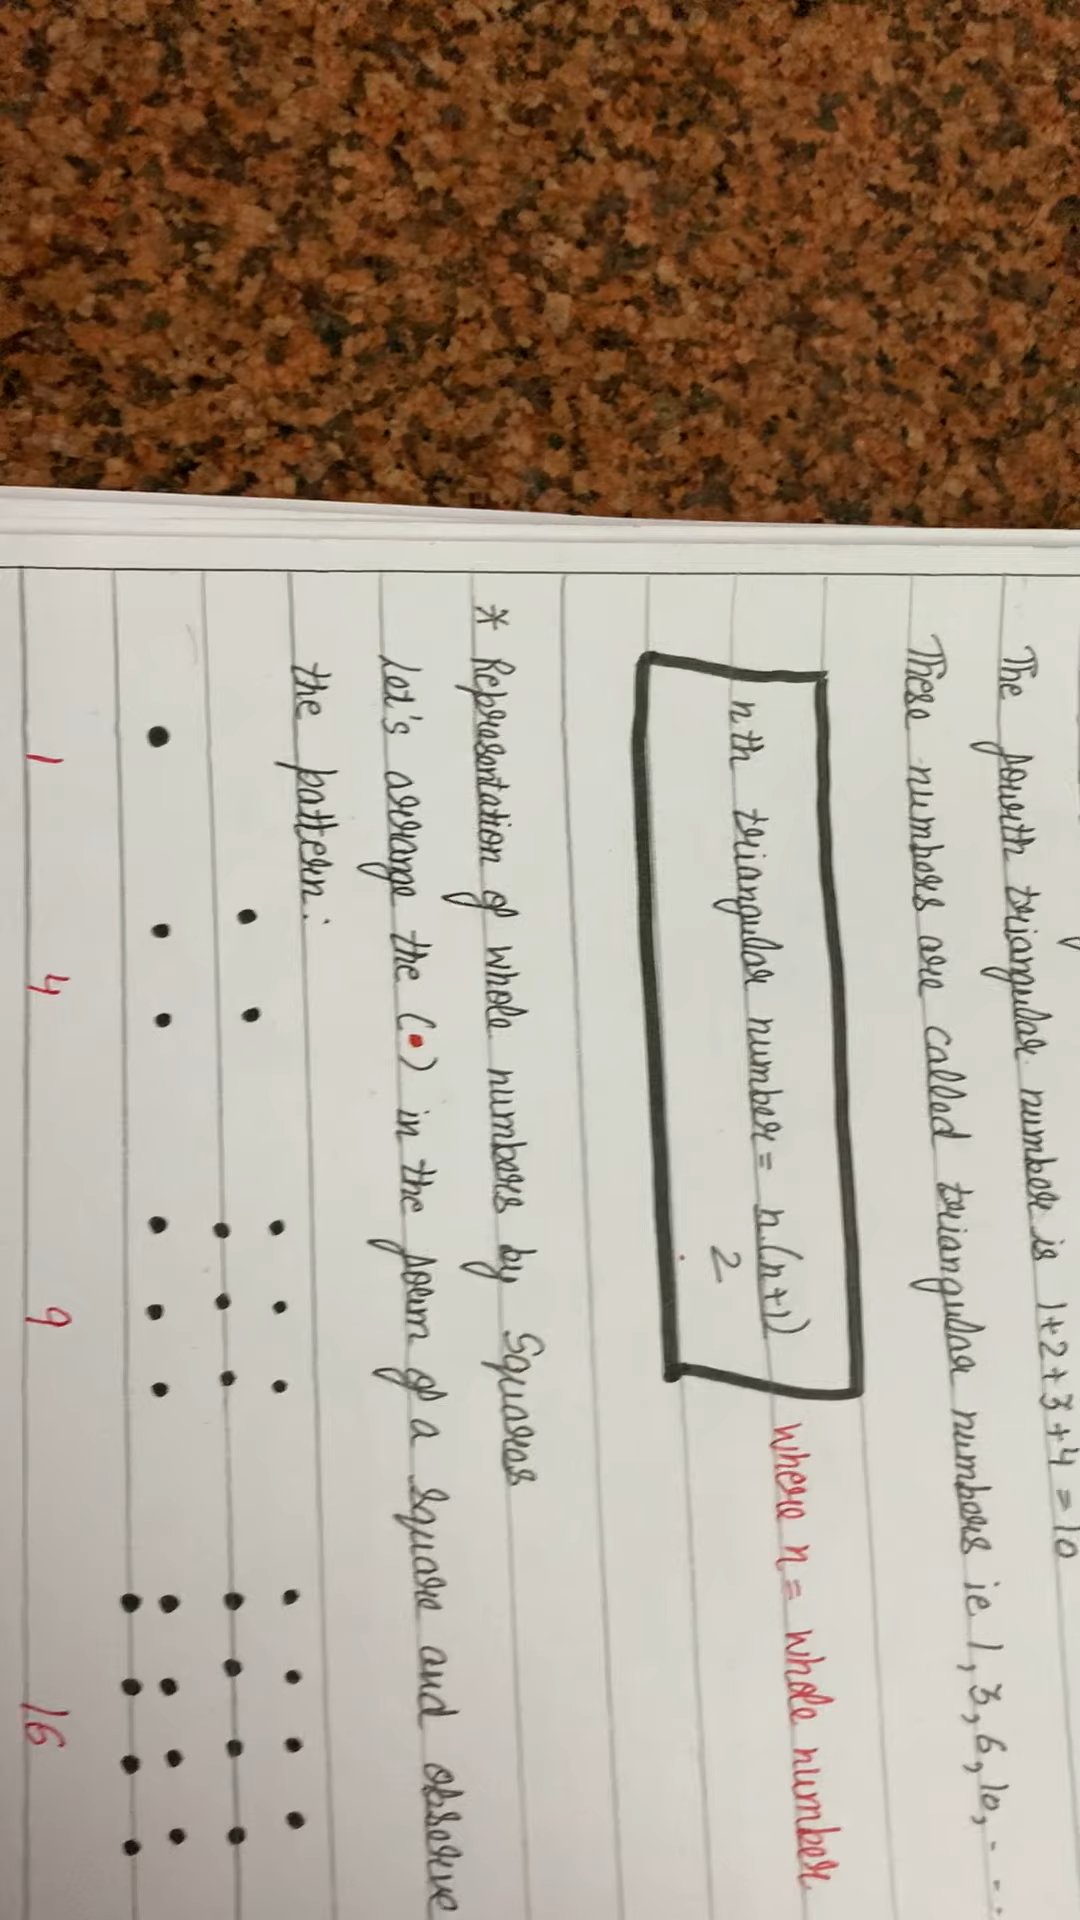 The fourth triangular number is 1+2+3+4 = 10
These numbers are called triangular numbers ie 1, 3, 6, 10, - - - -
nth triangular number = n.(n+1)
2
where n = whole number
* Representation of whole numbers by Squares
Let's arrange the (•) in the form of a square and observe
the pattern:
1 4 9 16